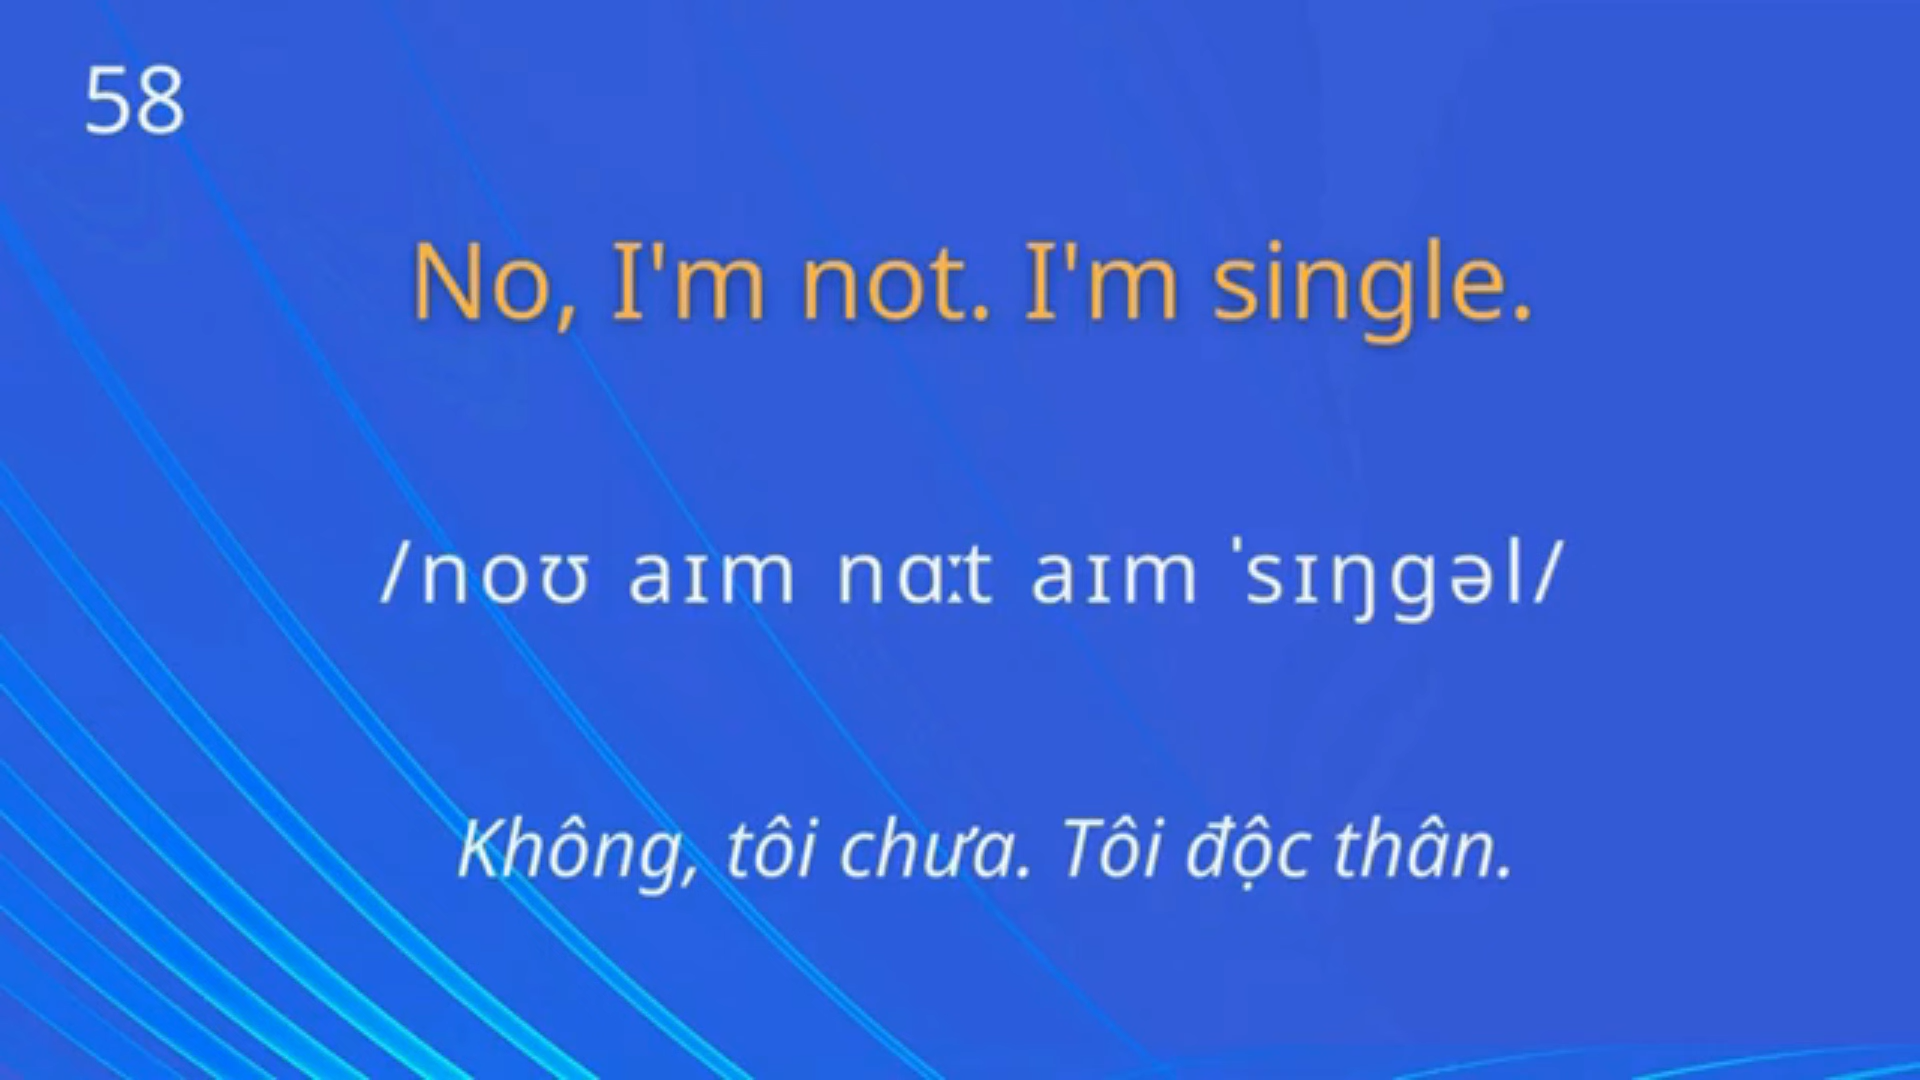 58
No, I'm not. I'm single.
/noʊ aɪm nɑːt aɪm ˈsɪŋgəl/
Không, tôi chưa. Tôi độc thân.